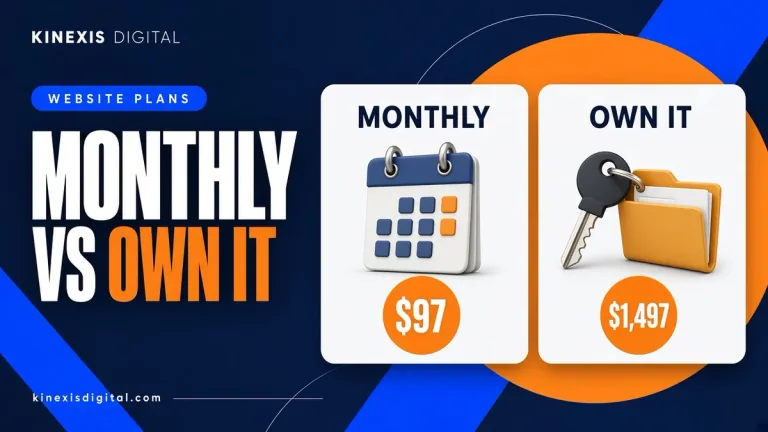 KINEXIS DIGITAL
WEBSITE PLANS
MONTHLY
VS OWN IT
MONTHLY
$97
OWN IT
$1,497
kinexisdigital.com